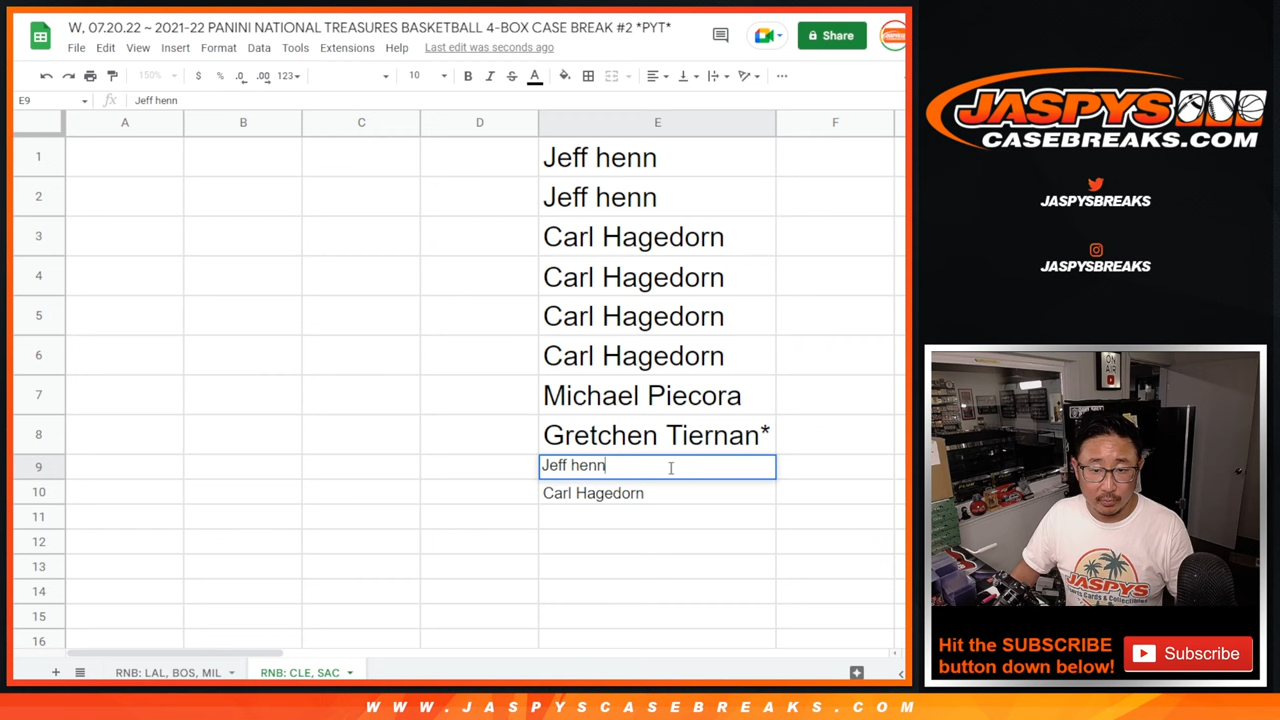 W, 07.20.22 ~ 2021-22 PANINI NATIONAL TREASURES BASKETBALL 4-BOX CASE BREAK #2 *PYT*
File Edit View Insert Format Data Tools Extensions Help Last edit was seconds ago
Share
150% $ % .0 .00 123 10 B I S A
E9 fx Jeff henn
A B C D E F
1 Jeff henn
2 Jeff henn
3 Carl Hagedorn
4 Carl Hagedorn
5 Carl Hagedorn
6 Carl Hagedorn
7 Michael Piecora
8 Gretchen Tiernan*
9 Jeff henn
10 Carl Hagedorn
11
12
13
14
15
16
RNB: LAL, BOS, MIL RNB: CLE, SAC
JASPYS
CASEBREAKS.COM
JASPYSBREAKS
JASPYSBREAKS
ON
AIR
JASPYS
Hit the SUBSCRIBE
button down below!
Subscribe
WWW.JASPYSCASEBREAKS.COM